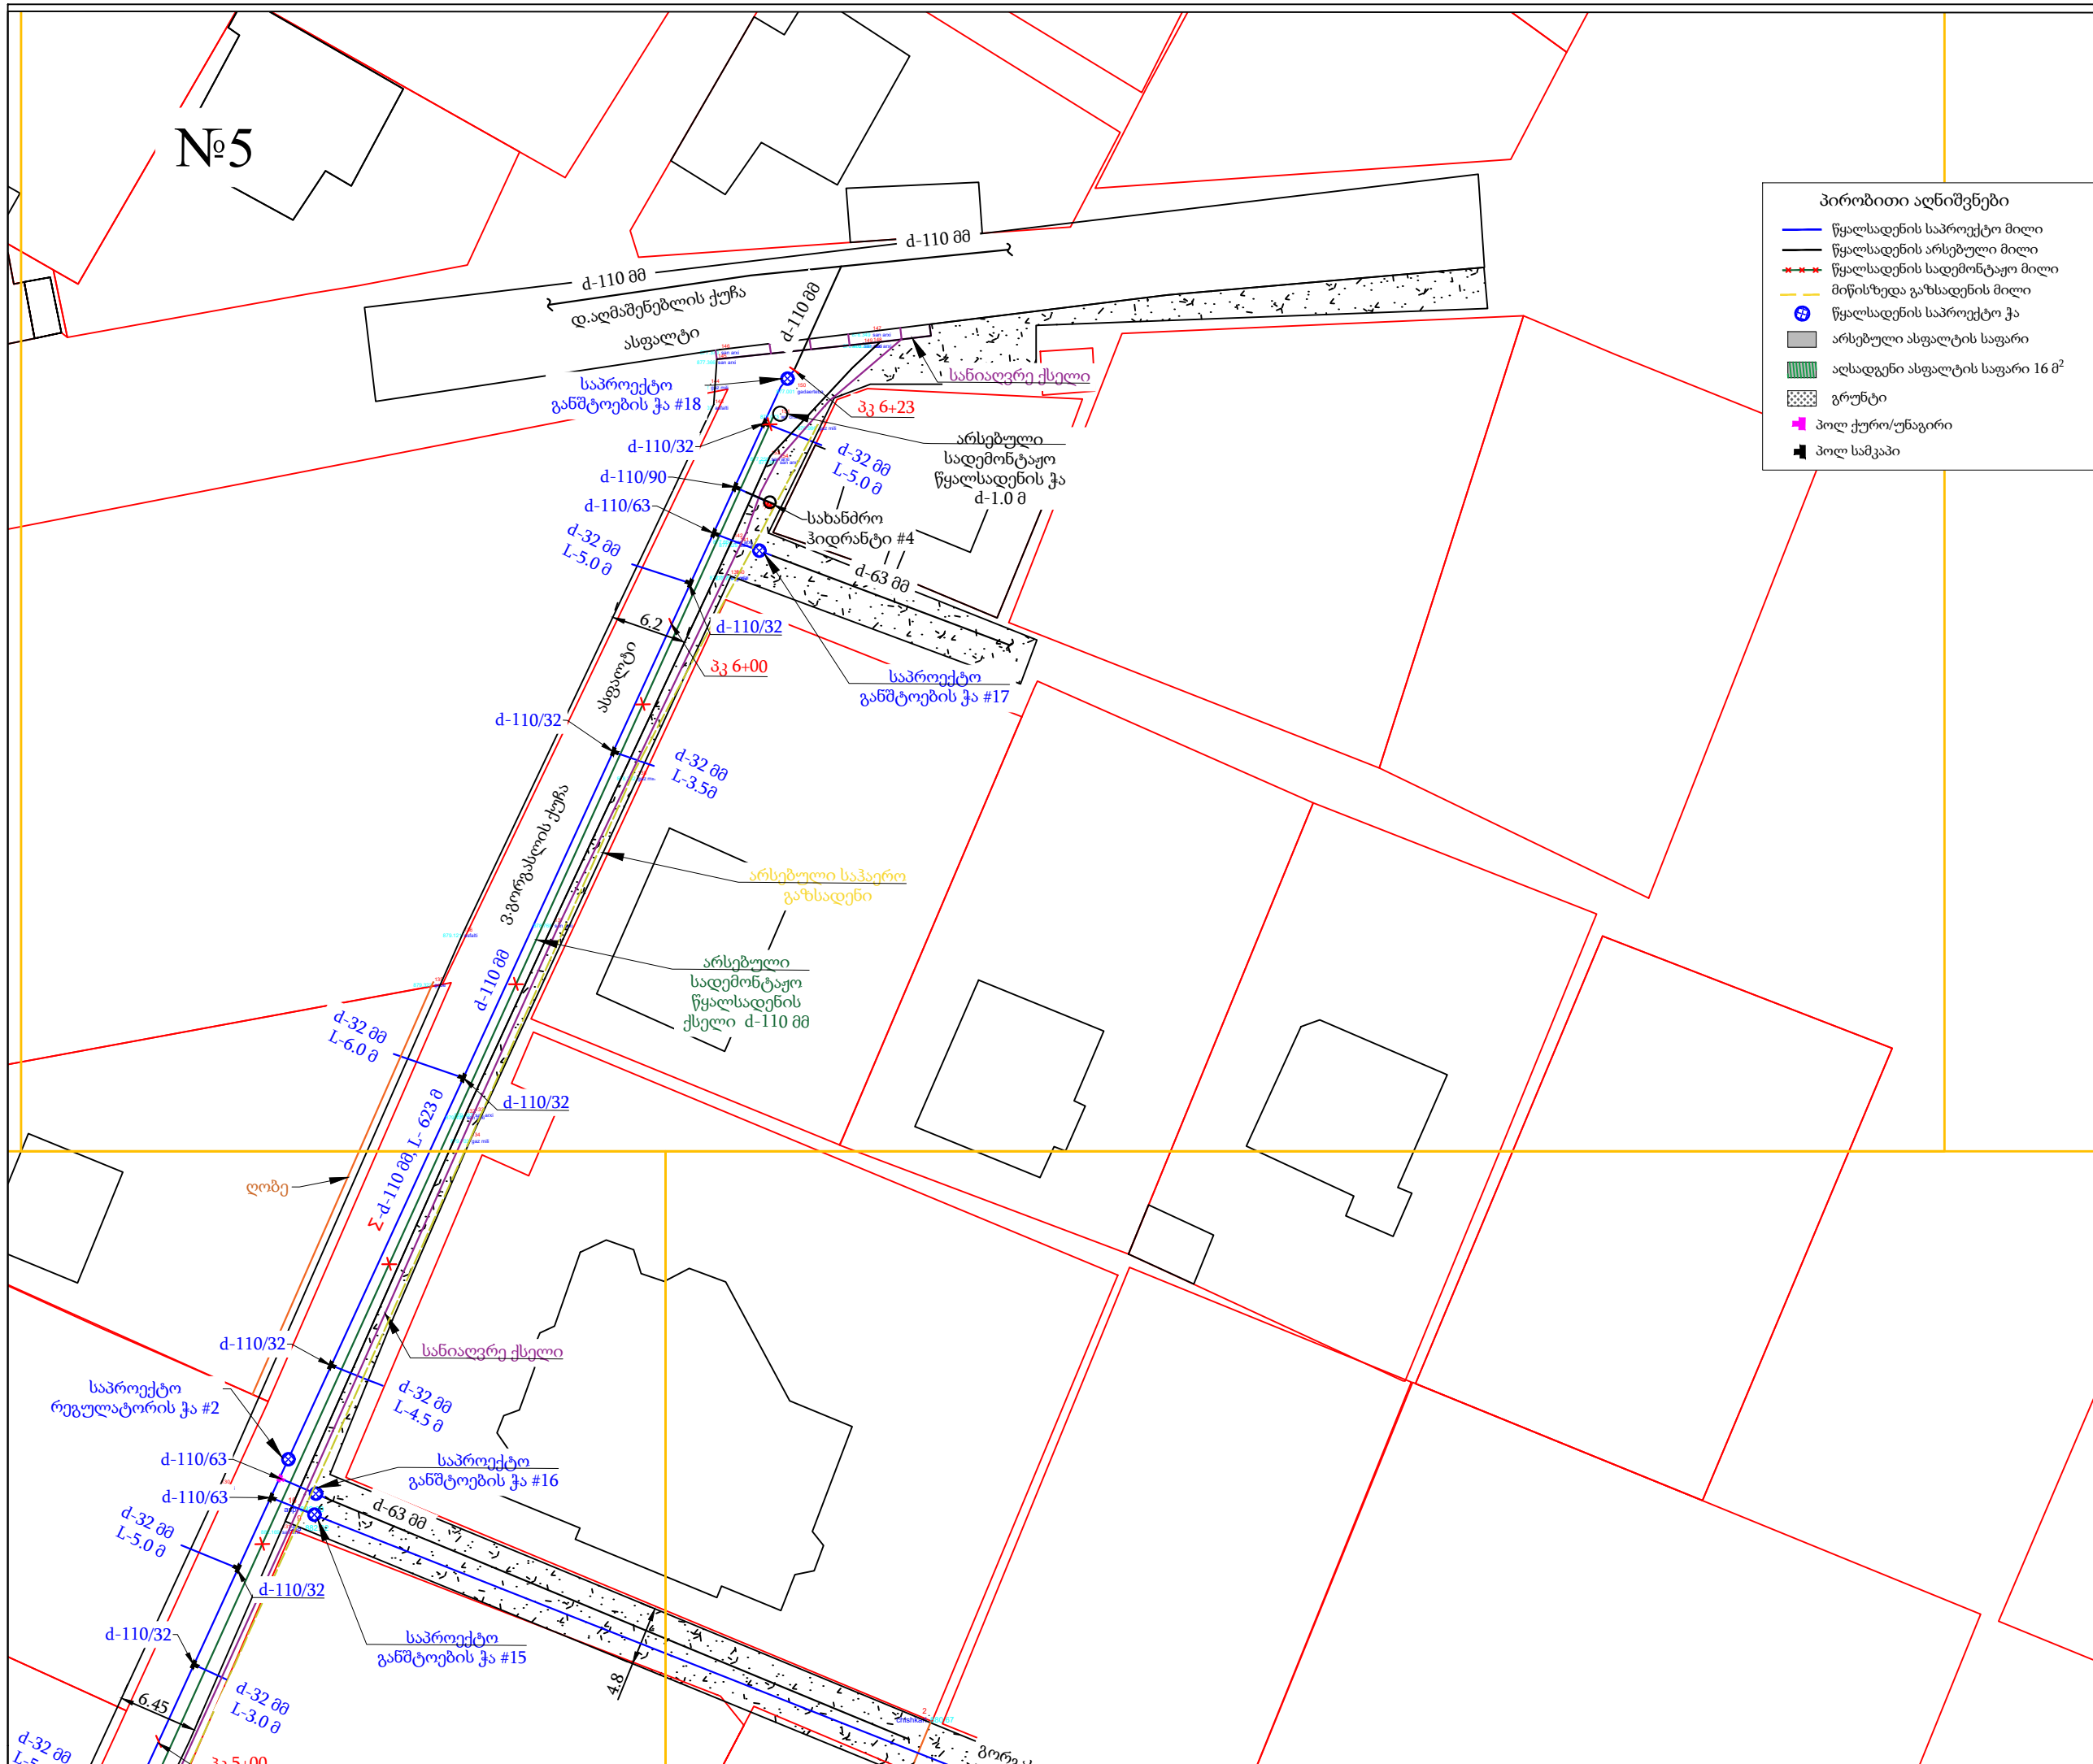 №5
d-110 მმ
d-110 მმ
დ.აღმაშენებლის ქუჩა
ასფალტი
d-110 მმ
საპროექტო
განშტოების ჭა #18
სანიაღვრე ქსელი
პკ 6+23
d-110/32
d-110/90
d-110/63
d-32 მმ
L-5.0 მ
d-32 მმ
L-5.0 მ
არსებული
სადემონტაჟო
წყალსადენის ჭა
d-1.0 მ
სახანძრო
ჰიდრანტი #4
d-63 მმ
6.2
d-110/32
პკ 6+00
საპროექტო
განშტოების ჭა #17
ასფალტი
d-110/32
d-32 მმ
L-3.5მ
ვ.გორგასლის ქუჩა
არსებული საჰაერო
გაზსადენი
არსებული
სადემონტაჟო
წყალსადენის
ქსელი d-110 მმ
d-110 მმ
d-32 მმ
L-6.0 მ
d-110/32
Σ-d-110 მმ, L- 623 მ
ღობე
d-110/32
სანიაღვრე ქსელი
საპროექტო
რეგულატორის ჭა #2
d-32 მმ
L-4.5 მ
d-110/63
საპროექტო
განშტოების ჭა #16
d-110/63
d-63 მმ
d-32 მმ
L-5.0 მ
d-110/32
d-110/32
საპროექტო
განშტოების ჭა #15
4.8
6.45
d-32 მმ
L-3.0 მ
d-32 მმ
პკ 5+00
პირობითი აღნიშვნები
წყალსადენის საპროექტო მილი
წყალსადენის არსებული მილი
წყალსადენის სადემონტაჟო მილი
მიწისზედა გაზსადენის მილი
წყალსადენის საპროექტო ჭა
არსებული ასფალტის საფარი
აღსადგენი ასფალტის საფარი 16 მ²
გრუნტი
პოლ ქურო/უნაგირი
პოლ სამკაპი